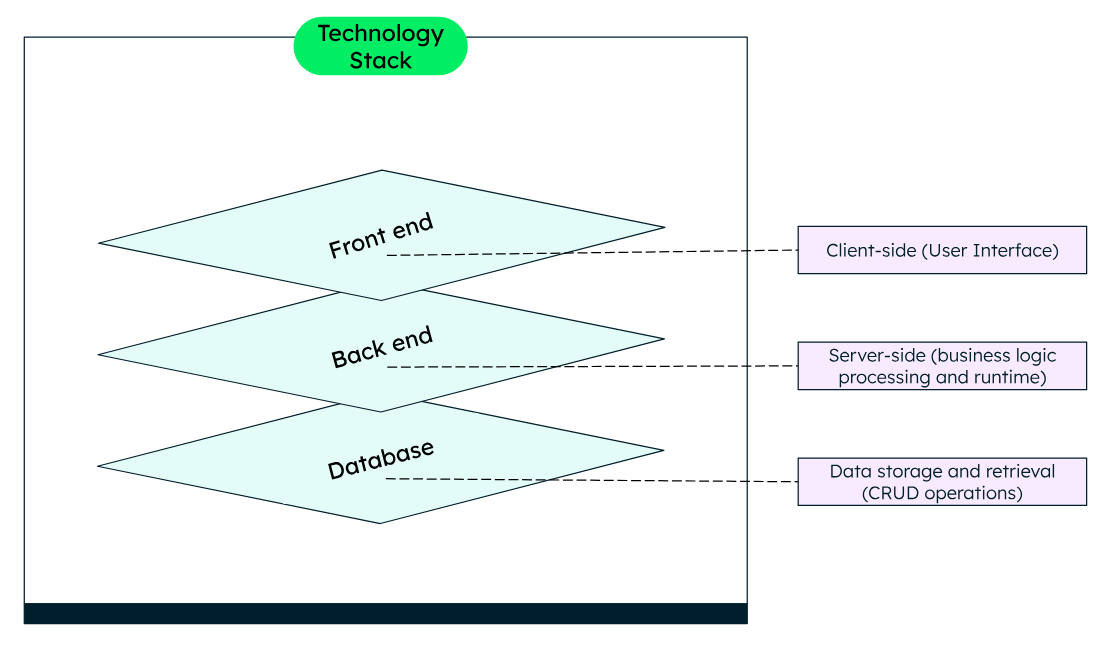 Technology
Stack
Front end
Client-side (User Interface)
Back end
Server-side (business logic
processing and runtime)
Database
Data storage and retrieval
(CRUD operations)